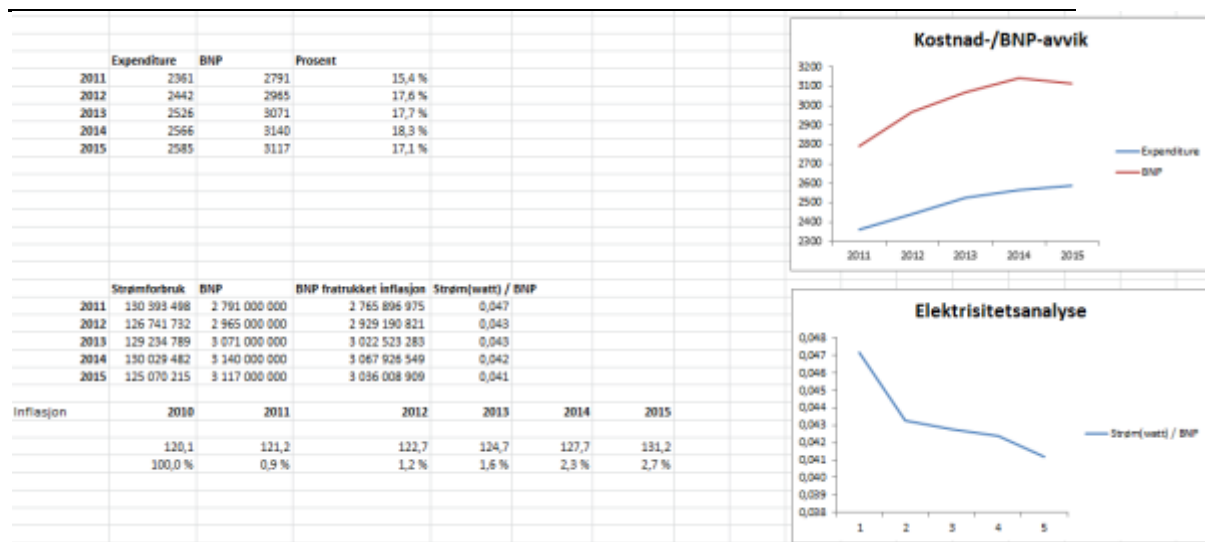 Expenditure BNP Prosent
2011 2361 2791 15,4 %
2012 2442 2965 17,6 %
2013 2526 3071 17,7 %
2014 2566 3140 18,3 %
2015 2585 3117 17,1 %
Kostnad-/BNP-avvik
3200
3100
3000
2900
2800
2700
2600
2500
2400
2300
2011 2012 2013 2014 2015
Expenditure
BNP
Strømforbruk BNP BNP fratrukket inflasjon Strøm(watt) / BNP
2011 130 393 498 2 791 000 000 2 765 896 975 0,047
2012 126 741 732 2 965 000 000 2 929 190 821 0,043
2013 129 234 789 3 071 000 000 3 022 523 283 0,043
2014 130 029 482 3 140 000 000 3 067 926 549 0,042
2015 125 070 215 3 117 000 000 3 036 008 909 0,041
Inflasjon 2010 2011 2012 2013 2014 2015
120,1 121,2 122,7 124,7 127,7 131,2
100,0 % 0,9 % 1,2 % 1,6 % 2,3 % 2,7 %
Elektrisitetsanalyse
0,048
0,047
0,046
0,045
0,044
0,043
0,042
0,041
0,040
0,039
0,038
1 2 3 4 5
Strøm(watt) / BNP